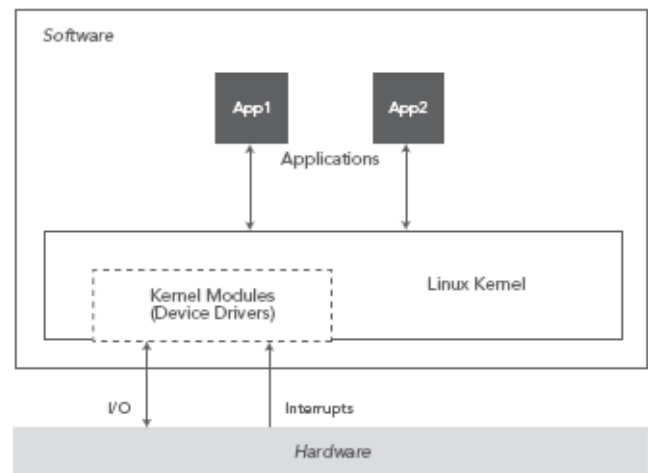 Software
App1
App2
Applications
Linux Kernel
Kernel Modules
(Device Drivers)
I/O
Interrupts
Hardware